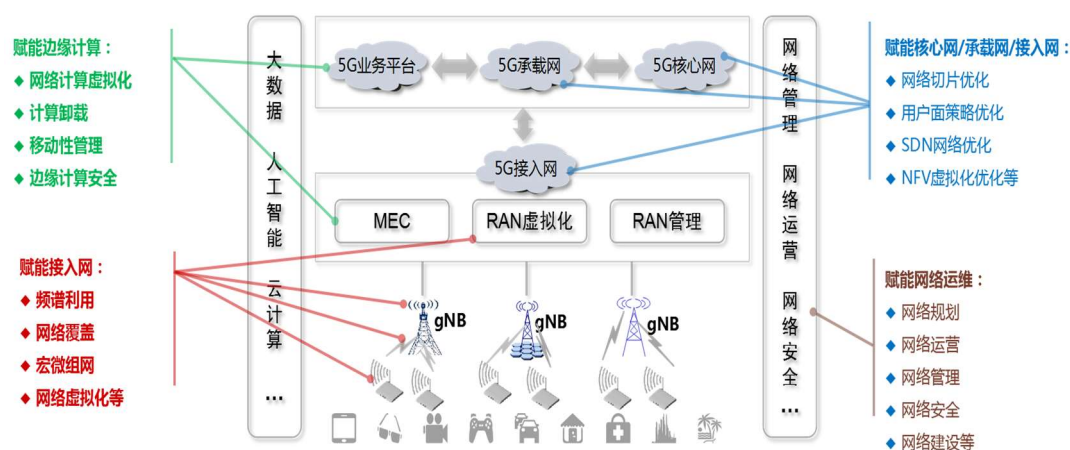 赋能边缘计算：
◆ 网络计算虚拟化
◆ 计算卸载
◆ 移动性管理
◆ 边缘计算安全
赋能接入网：
◆ 频谱利用
◆ 网络覆盖
◆ 宏微组网
◆ 网络虚拟化等
大数据
人工智能
云计算
...
5G业务平台
5G承载网
5G核心网
5G接入网
MEC
RAN虚拟化
RAN管理
gNB
gNB
gNB
网络管理
网络运营
网络安全
...
赋能核心网/承载网/接入网：
◆ 网络切片优化
◆ 用户面策略优化
◆ SDN网络优化
◆ NFV虚拟化优化等
赋能网络运维：
◆ 网络规划
◆ 网络运营
◆ 网络管理
◆ 网络安全
◆ 网络建设等